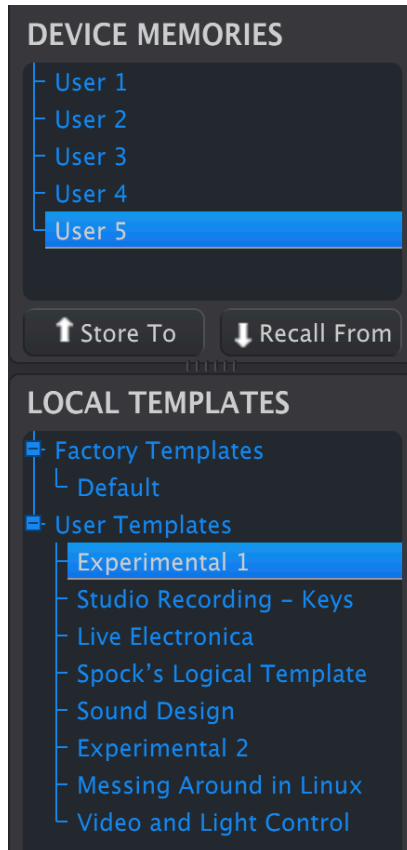 DEVICE MEMORIES
User 1
User 2
User 3
User 4
User 5
Store To
Recall From
LOCAL TEMPLATES
Factory Templates
Default
User Templates
Experimental 1
Studio Recording – Keys
Live Electronica
Spock’s Logical Template
Sound Design
Experimental 2
Messing Around in Linux
Video and Light Control